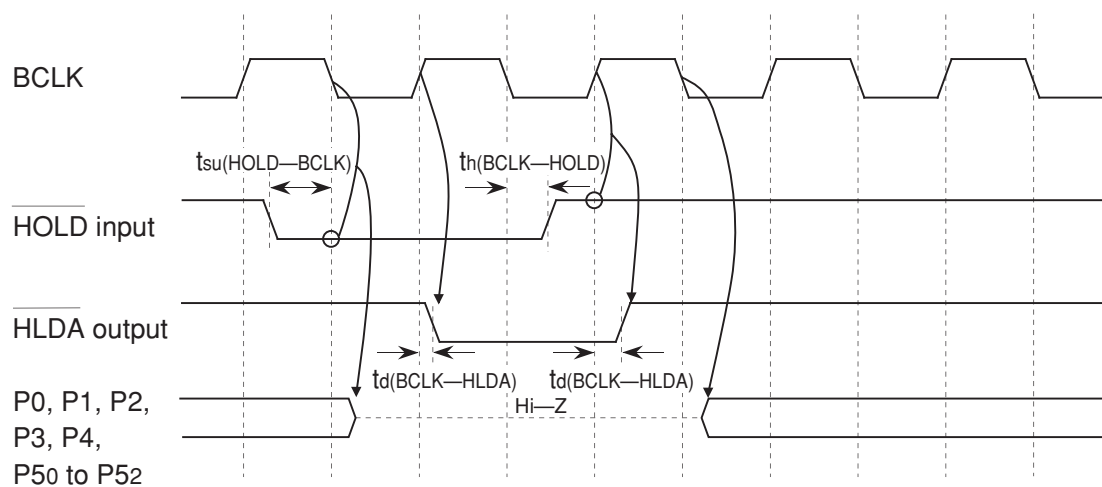 BCLK
tsu(HOLD—BCLK)
th(BCLK—HOLD)
HOLD input
HLDA output
td(BCLK—HLDA)
td(BCLK—HLDA)
Hi—Z
P0, P1, P2,
P3, P4,
P50 to P52